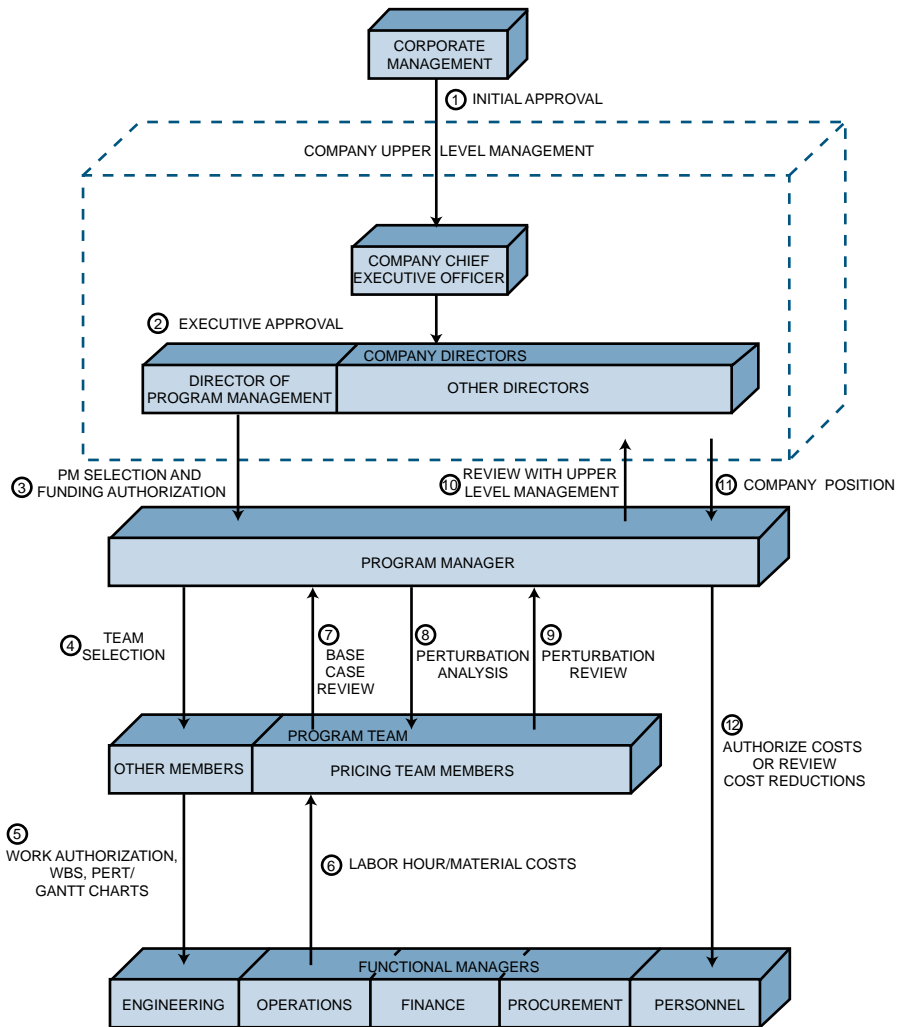 CORPORATE
MANAGEMENT
1 INITIAL APPROVAL
COMPANY UPPER LEVEL MANAGEMENT
COMPANY CHIEF
EXECUTIVE OFFICER
2 EXECUTIVE APPROVAL
COMPANY DIRECTORS
DIRECTOR OF
PROGRAM MANAGEMENT
OTHER DIRECTORS
3 PM SELECTION AND
FUNDING AUTHORIZATION
10 REVIEW WITH UPPER
LEVEL MANAGEMENT
11 COMPANY POSITION
PROGRAM MANAGER
4 TEAM
SELECTION
7
BASE
CASE
REVIEW
8
PERTURBATION
ANALYSIS
9
PERTURBATION
REVIEW
12
AUTHORIZE COSTS
OR REVIEW
COST REDUCTIONS
PROGRAM TEAM
OTHER MEMBERS
PRICING TEAM MEMBERS
5
WORK AUTHORIZATION,
WBS, PERT/
GANTT CHARTS
6 LABOR HOUR/MATERIAL COSTS
FUNCTIONAL MANAGERS
ENGINEERING
OPERATIONS
FINANCE
PROCUREMENT
PERSONNEL